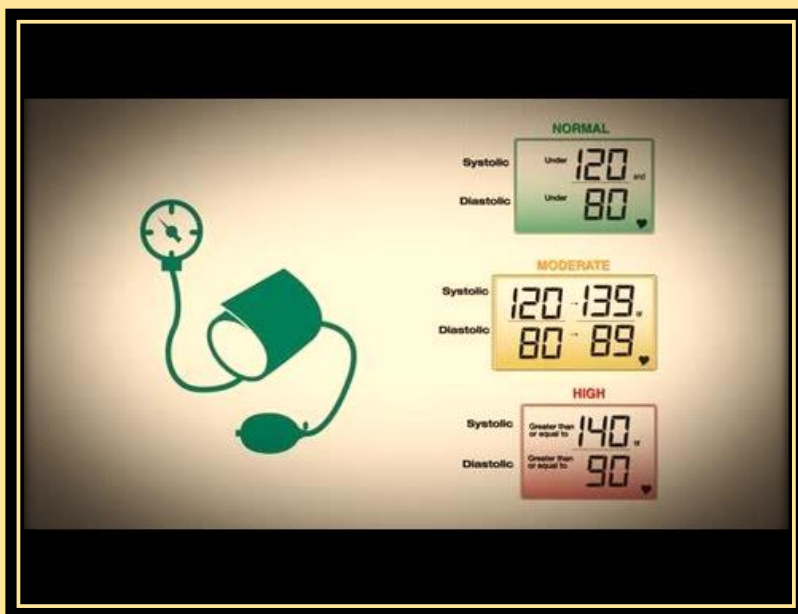 NORMAL
Systolic Under 120 and
Diastolic Under 80
MODERATE
Systolic 120 - 139 or
Diastolic 80 - 89
HIGH
Systolic Greater than or equal to 140 or
Diastolic Greater than or equal to 90